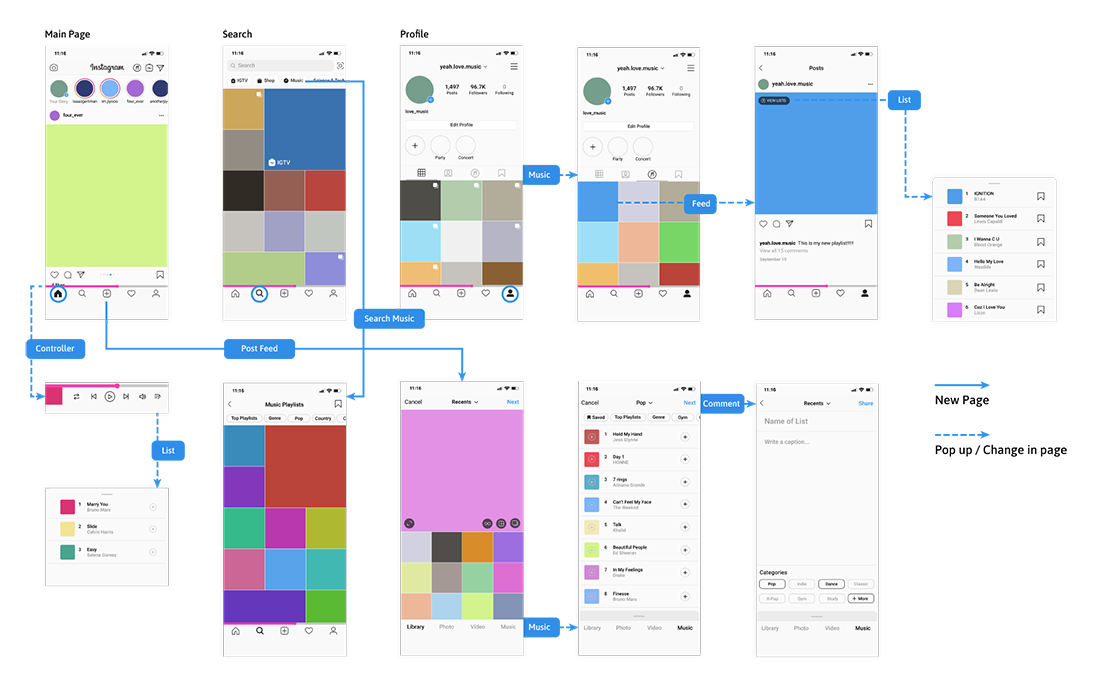 Main Page
Search
Profile
11:16
Instagram
Your Story
isaacgortman
im.jyooo
four_ever
four_ever
Controller
List
1 Marry You
Bruno Mars
2 Slide
Calvin Harris
3 Easy
Selena Gomez
11:16
Search
IGTV
Shop
Music
IGTV
Search Music
Post Feed
11:16
Music Playlists
Top Playlists
Genre
Pop
Country
11:16
yeah.love.music
1,497
Posts
96.7K
Followers
0
Following
love_music
Edit Profile
Party
Concert
Music
11:16
yeah.love.music
1,497
Posts
96.7K
Followers
0
Following
love_music
Edit Profile
Party
Concert
Feed
11:16
Posts
yeah.love.music
VIEW LISTS
yeah.love.music This is my new playlist!!!!!
View all 15 comments
September 15
List
1 IGNITION
B1A4
2 Someone You Loved
Lewis Capaldi
3 I Wanna C U
Blood Orange
4 Hello My Love
Westlife
5 Be Alright
Dean Lewis
6 Cuz I Love You
Lizzo
11:16
Cancel
Recents
Next
Library
Photo
Video
Music
Music
11:16
Cancel
Pop
Next
Saved
Top Playlists
Genre
Gym
1 Hold My Hand
Jess Glynne
2 Day 1
HONNE
3 7 rings
4 Can't Feel My Face
The Weeknd
5 Talk
Khalid
6 Beautiful People
Ed Sheeran
7 In My Feelings
Drake
8 Finesse
Bruno Mars
Library
Photo
Video
Music
Comment
11:16
Recents
Share
Name of List
Write a caption...
Categories
Pop
Indie
Dance
Classic
K-Pop
Gym
Study
+ More
Library
Photo
Video
Music
New Page
Pop up / Change in page